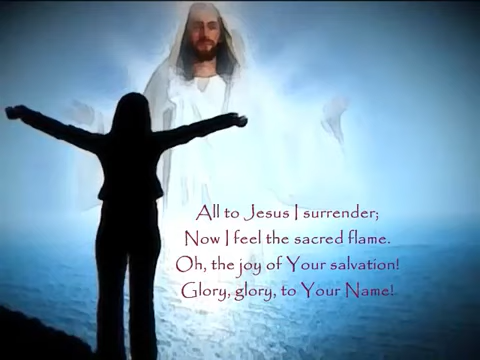 All to Jesus I surrender;
Now I feel the sacred flame.
Oh, the joy of Your salvation!
Glory, glory, to Your Name!